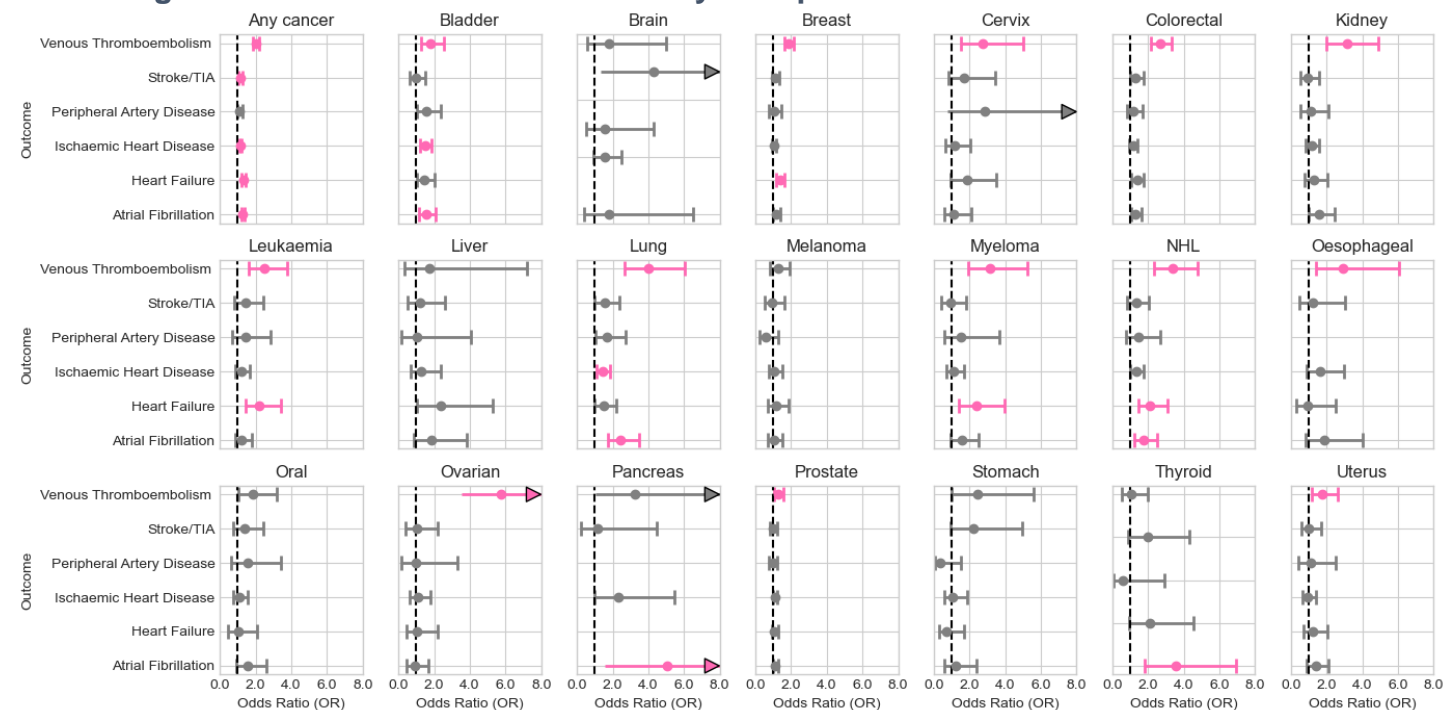 Any cancer Bladder Brain Breast Cervix Colorectal Kidney
Venous Thromboembolism
Stroke/TIA
Peripheral Artery Disease
Ischaemic Heart Disease
Heart Failure
Atrial Fibrillation
Outcome
Leukaemia Liver Lung Melanoma Myeloma NHL Oesophageal
Venous Thromboembolism
Stroke/TIA
Peripheral Artery Disease
Ischaemic Heart Disease
Heart Failure
Atrial Fibrillation
Outcome
Oral Ovarian Pancreas Prostate Stomach Thyroid Uterus
Venous Thromboembolism
Stroke/TIA
Peripheral Artery Disease
Ischaemic Heart Disease
Heart Failure
Atrial Fibrillation
Outcome
0.0 2.0 4.0 6.0 8.0 0.0 2.0 4.0 6.0 8.0 0.0 2.0 4.0 6.0 8.0 0.0 2.0 4.0 6.0 8.0 0.0 2.0 4.0 6.0 8.0 0.0 2.0 4.0 6.0 8.0 0.0 2.0 4.0 6.0 8.0
Odds Ratio (OR) Odds Ratio (OR) Odds Ratio (OR) Odds Ratio (OR) Odds Ratio (OR) Odds Ratio (OR) Odds Ratio (OR)